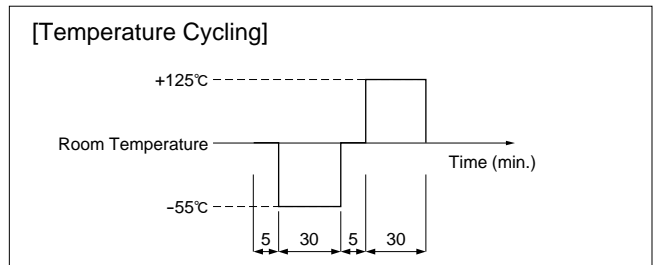 [Temperature Cycling]
+125℃
Room Temperature
Time (min.)
−55℃
5 30 5 30